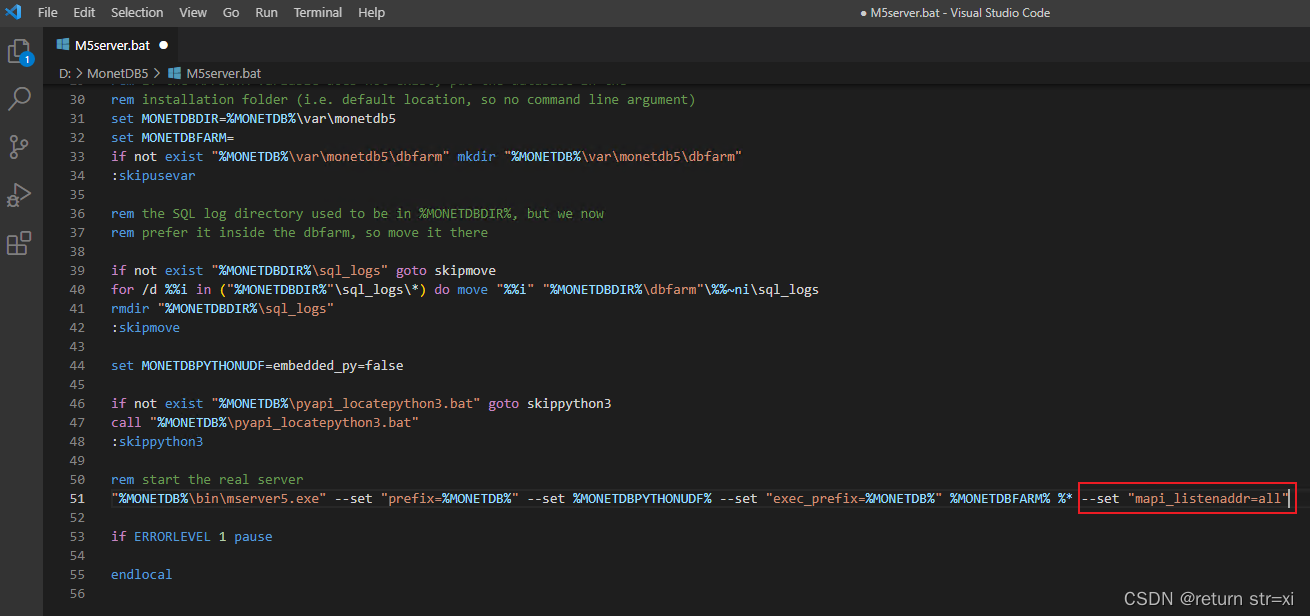 File Edit Selection View Go Run Terminal Help ● M5server.bat - Visual Studio Code
1
M5server.bat ●
D: > MonetDB5 > M5server.bat
30 rem installation folder (i.e. default location, so no command line argument)
31 set MONETDBDIR=%MONETDB%\var\monetdb5
32 set MONETDBFARM=
33 if not exist "%MONETDB%\var\monetdb5\dbfarm" mkdir "%MONETDB%\var\monetdb5\dbfarm"
34 :skipusevar
35
36 rem the SQL log directory used to be in %MONETDBDIR%, but we now
37 rem prefer it inside the dbfarm, so move it there
38
39 if not exist "%MONETDBDIR%\sql_logs" goto skipmove
40 for /d %%i in ("%MONETDBDIR%"\sql_logs\*) do move "%%i" "%MONETDBDIR%\dbfarm"\%%~ni\sql_logs
41 rmdir "%MONETDBDIR%\sql_logs"
42 :skipmove
43
44 set MONETDBPYTHONUDF=embedded_py=false
45
46 if not exist "%MONETDB%\pyapi_locatepython3.bat" goto skippython3
47 call "%MONETDB%\pyapi_locatepython3.bat"
48 :skippython3
49
50 rem start the real server
51 "%MONETDB%\bin\mserver5.exe" --set "prefix=%MONETDB%" --set %MONETDBPYTHONUDF% --set "exec_prefix=%MONETDB%" %MONETDBFARM% %* --set "mapi_listenaddr=all"
52
53 if ERRORLEVEL 1 pause
54
55 endlocal
56
CSDN @return str=xi